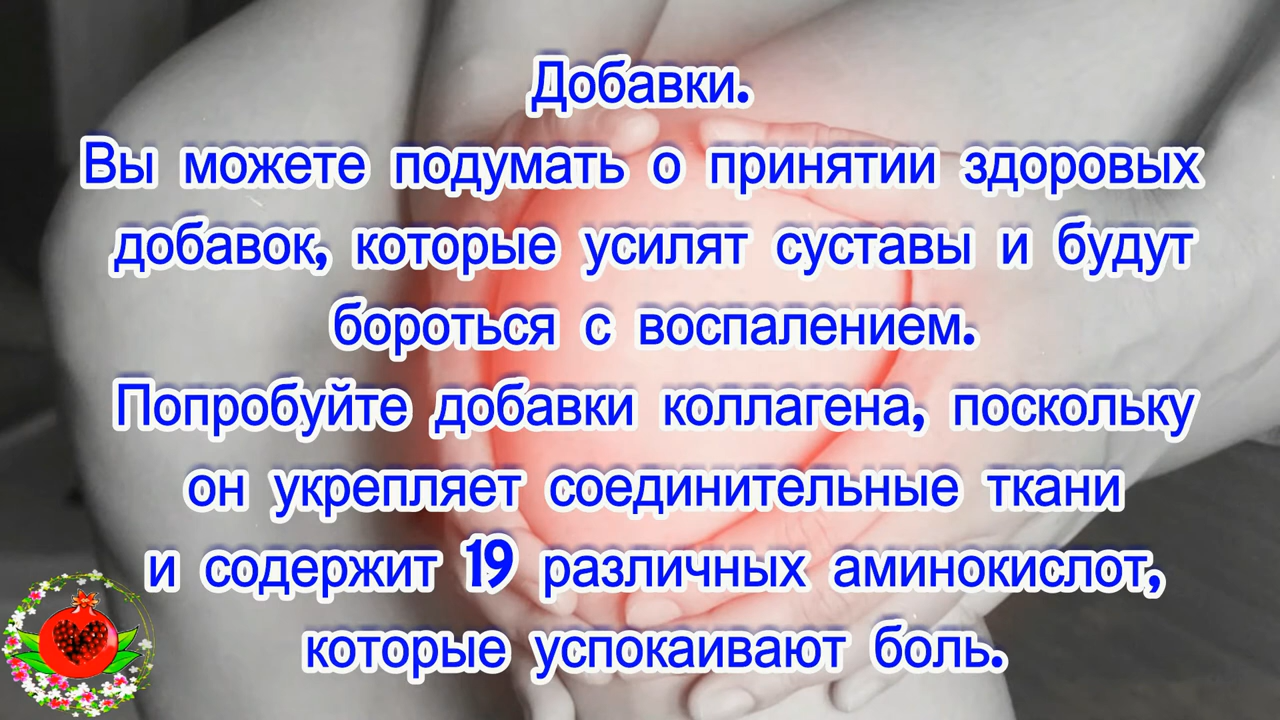 Добавки.
Вы можете подумать о принятии здоровых
добавок, которые усилят суставы и будут
бороться с воспалением.
Попробуйте добавки коллагена, поскольку
он укрепляет соединительные ткани
и содержит 19 различных аминокислот,
которые успокаивают боль.